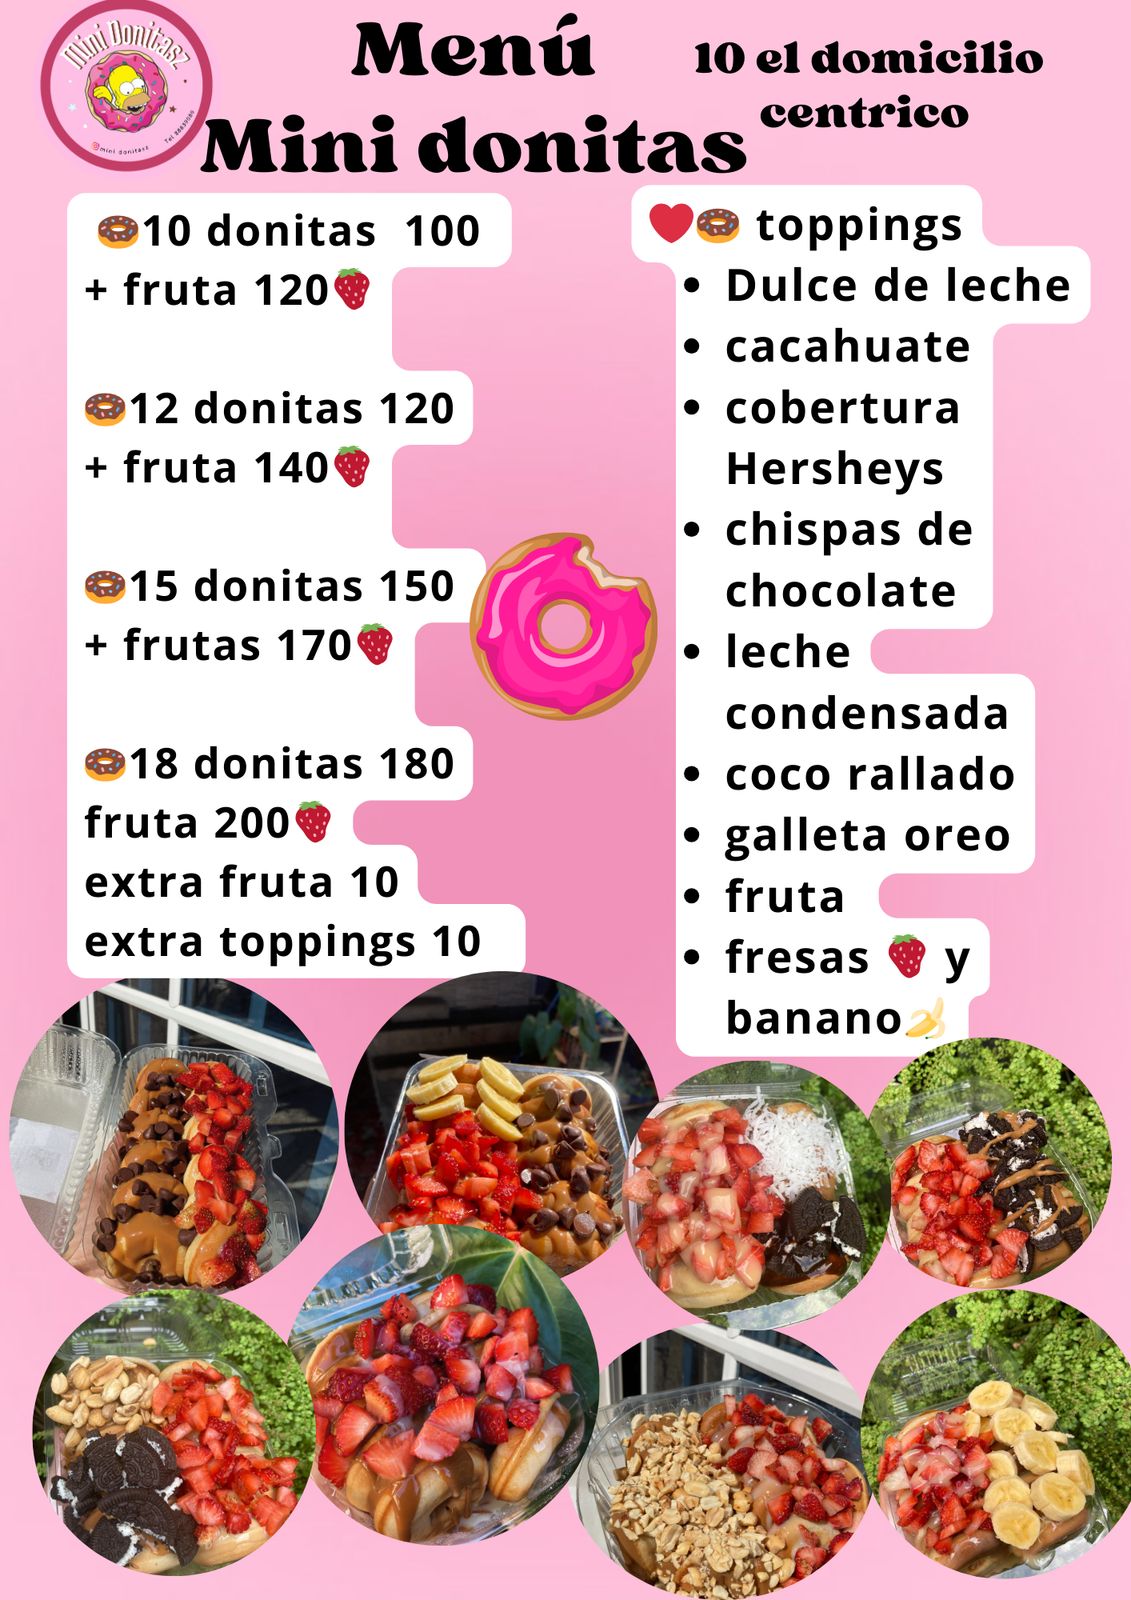 Mini Donitasz
@mini donitasz
Menú
Mini donitas
10 el domicilio
centrico
10 donitas 100
+ fruta 120
12 donitas 120
+ fruta 140
15 donitas 150
+ frutas 170
18 donitas 180
fruta 200
extra fruta 10
extra toppings 10
toppings
• Dulce de leche
• cacahuate
• cobertura
Hersheys
• chispas de
chocolate
• leche
condensada
• coco rallado
• galleta oreo
• fruta
• fresas y
banano